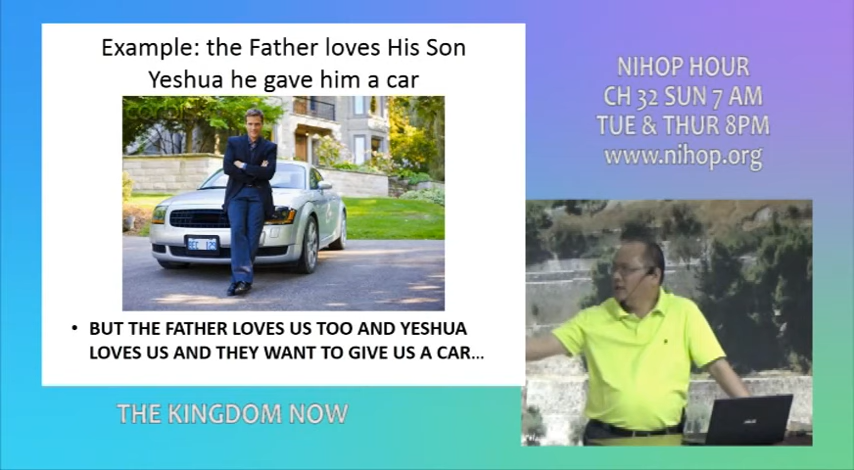 Example: the Father loves His Son
Yeshua he gave him a car
• BUT THE FATHER LOVES US TOO AND YESHUA
LOVES US AND THEY WANT TO GIVE US A CAR…
NIHOP HOUR
CH 32 SUN 7 AM
TUE & THUR 8PM
www.nihop.org
THE KINGDOM NOW